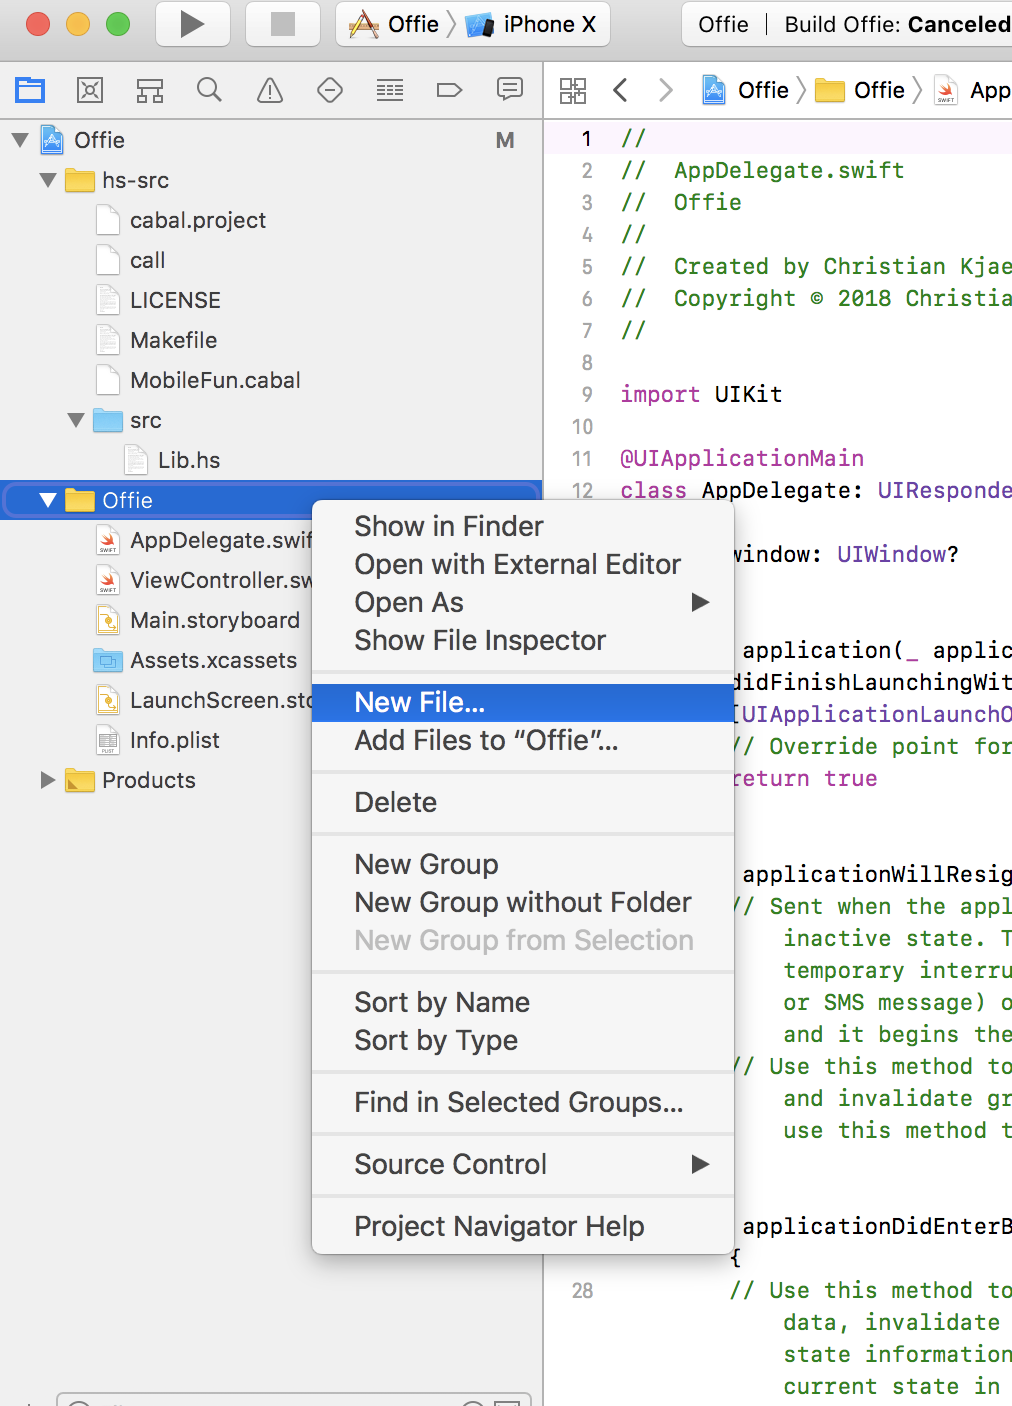 Offie iPhone X Offie Build Offie: Canceled
Offie Offie App
Offie M
hs-src
cabal.project
call
LICENSE
Makefile
MobileFun.cabal
src
Lib.hs
Offie
AppDelegate.swif
ViewController.sw
Main.storyboard
Assets.xcassets
LaunchScreen.sto
Info.plist
Products
Show in Finder
Open with External Editor
Open As
Show File Inspector
New File...
Add Files to “Offie”...
Delete
New Group
New Group without Folder
New Group from Selection
Sort by Name
Sort by Type
Find in Selected Groups...
Source Control
Project Navigator Help
1 //
2 // AppDelegate.swift
3 // Offie
4 //
5 // Created by Christian Kjae
6 // Copyright © 2018 Christia
7 //
8
9 import UIKit
10
11 @UIApplicationMain
12 class AppDelegate: UIResponde
window: UIWindow?
application(_ applic
didFinishLaunchingWit
[UIApplicationLaunchO
// Override point for
return true
applicationWillResig
// Sent when the appl
inactive state. T
temporary interru
or SMS message) o
and it begins the
// Use this method to
and invalidate gr
use this method t
applicationDidEnterB
{
28 // Use this method to
data, invalidate
state information
current state in